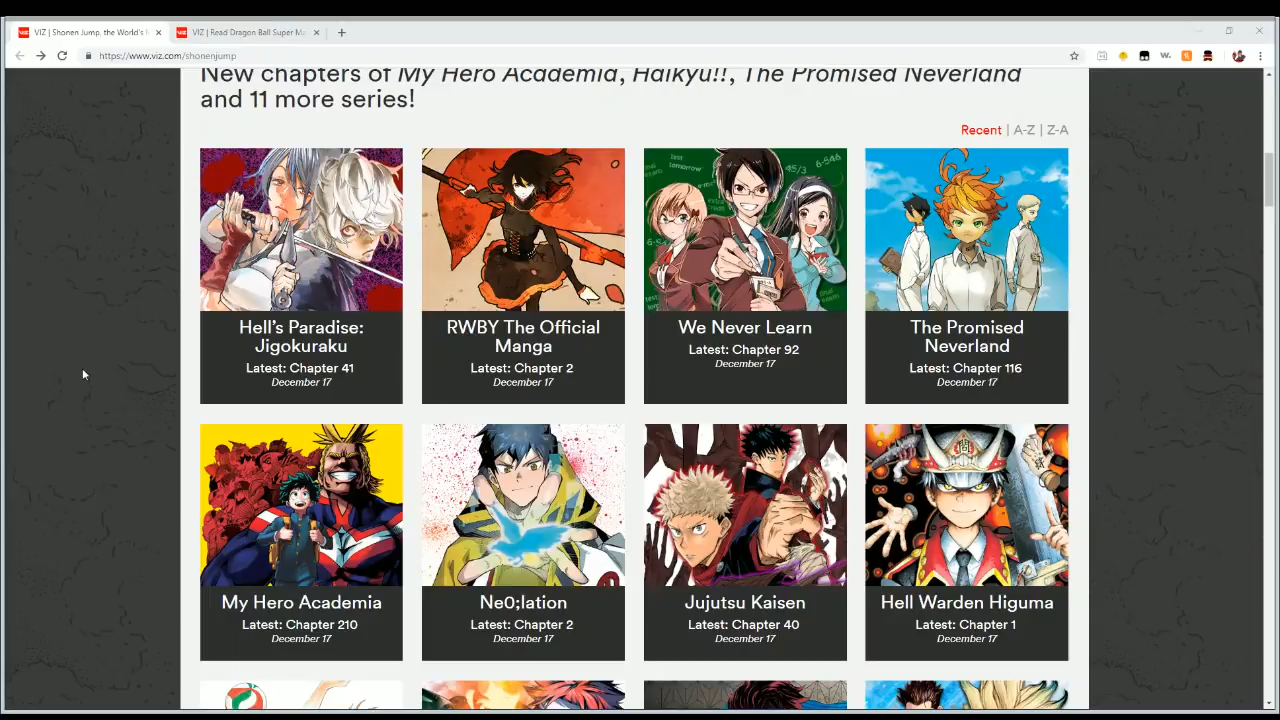 VIZ | Shonen Jump, the World's
VIZ | Read Dragon Ball Super Ma
https://www.viz.com/shonenjump
New chapters of My Hero Academia, Haikyu!!, The Promised Neverland
and 11 more series!
Recent | A-Z | Z-A
Hell's Paradise:
Jigokuraku
Latest: Chapter 41
December 17
RWBY The Official
Manga
Latest: Chapter 2
December 17
We Never Learn
Latest: Chapter 92
December 17
The Promised
Neverland
Latest: Chapter 116
December 17
My Hero Academia
Latest: Chapter 210
December 17
Ne0;lation
Latest: Chapter 2
December 17
Jujutsu Kaisen
Latest: Chapter 40
December 17
Hell Warden Higuma
Latest: Chapter 1
December 17